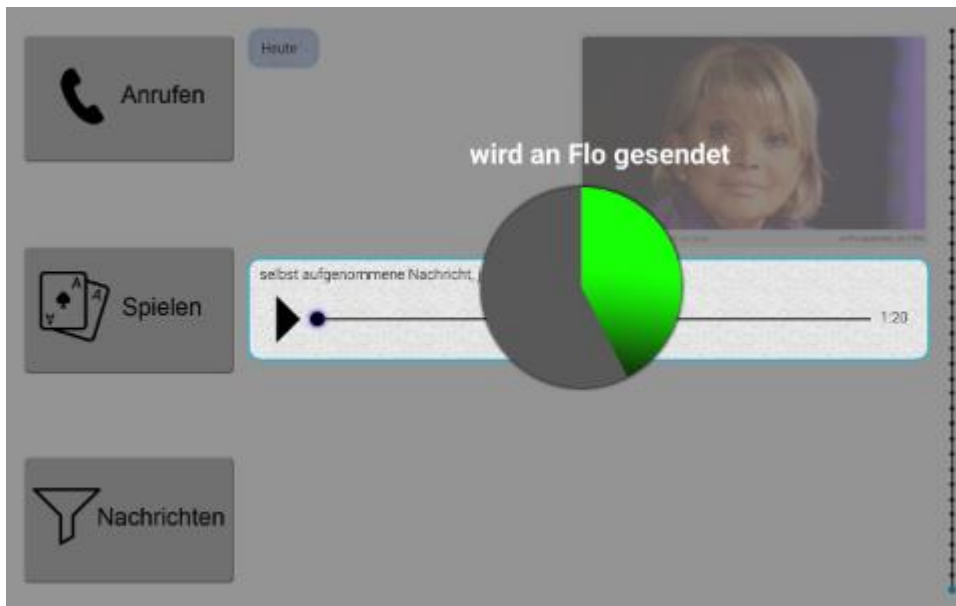 Heute
Anrufen
wird an Flo gesendet
selbst aufgenommene Nachricht,
Spielen
1:20
Nachrichten